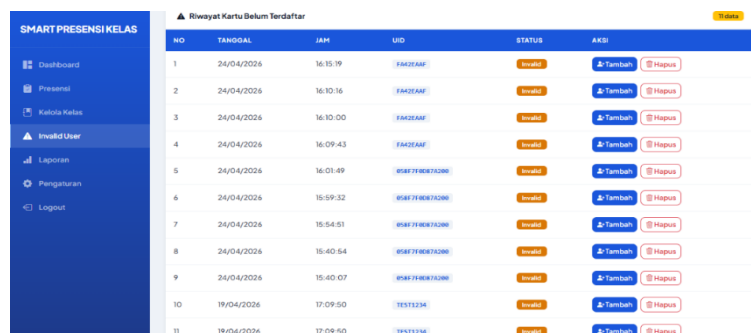 Riwayat Kartu Belum Terdaftar 11 data
SMART PRESENSI KELAS
Dashboard
Presensi
Kelola Kelas
Invalid User
Laporan
Pengaturan
Logout
NO TANGGAL JAM UID STATUS AKSI
1 24/04/2026 16:15:19 FA42EAAF Invalid Tambah Hapus
2 24/04/2026 16:10:16 FA42EAAF Invalid Tambah Hapus
3 24/04/2026 16:10:00 FA42EAAF Invalid Tambah Hapus
4 24/04/2026 16:09:43 FA42EAAF Invalid Tambah Hapus
5 24/04/2026 16:01:49 058F7F0D87A200 Invalid Tambah Hapus
6 24/04/2026 15:59:32 058F7F0D87A200 Invalid Tambah Hapus
7 24/04/2026 15:54:51 058F7F0D87A200 Invalid Tambah Hapus
8 24/04/2026 15:40:54 058F7F0D87A200 Invalid Tambah Hapus
9 24/04/2026 15:40:07 058F7F0D87A200 Invalid Tambah Hapus
10 19/04/2026 17:09:50 TEST1234 Invalid Tambah Hapus
11 19/04/2026 17:09:50 TEST1234 Invalid Tambah Hapus